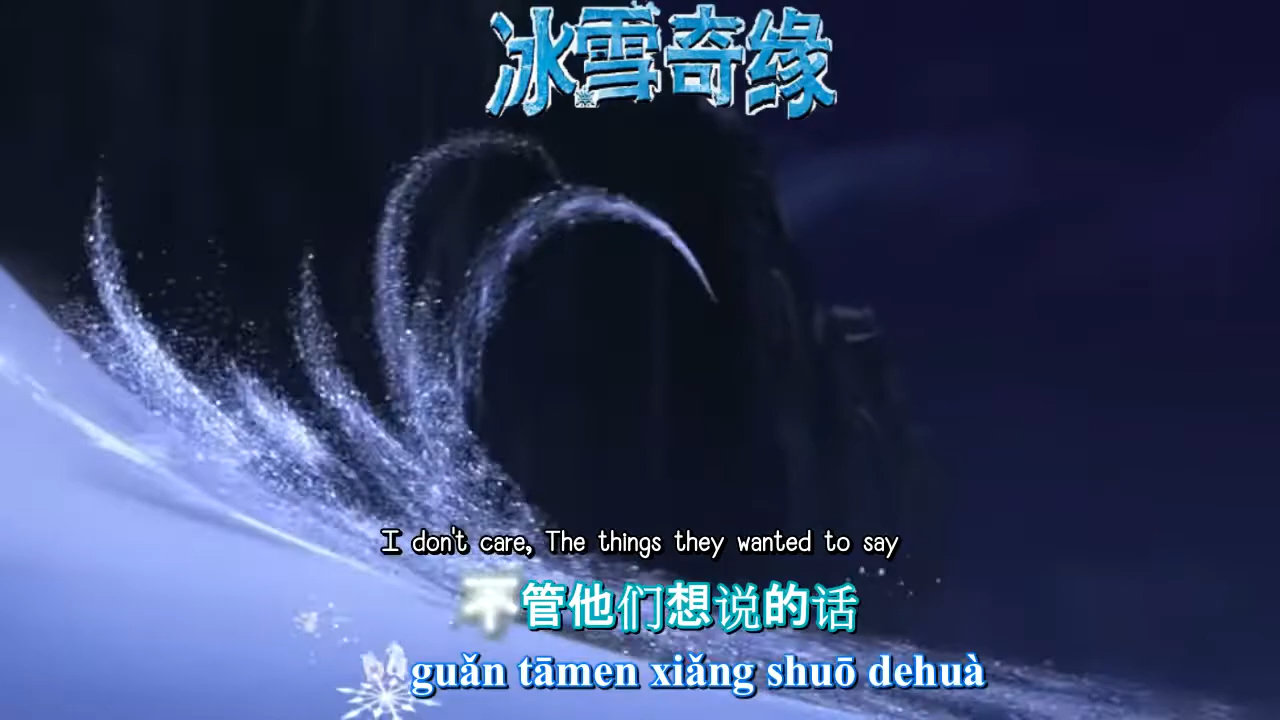 冰雪奇缘
I don't care, The things they wanted to say
不管他们想说的话
guǎn tāmen xiǎng shuō dehuà